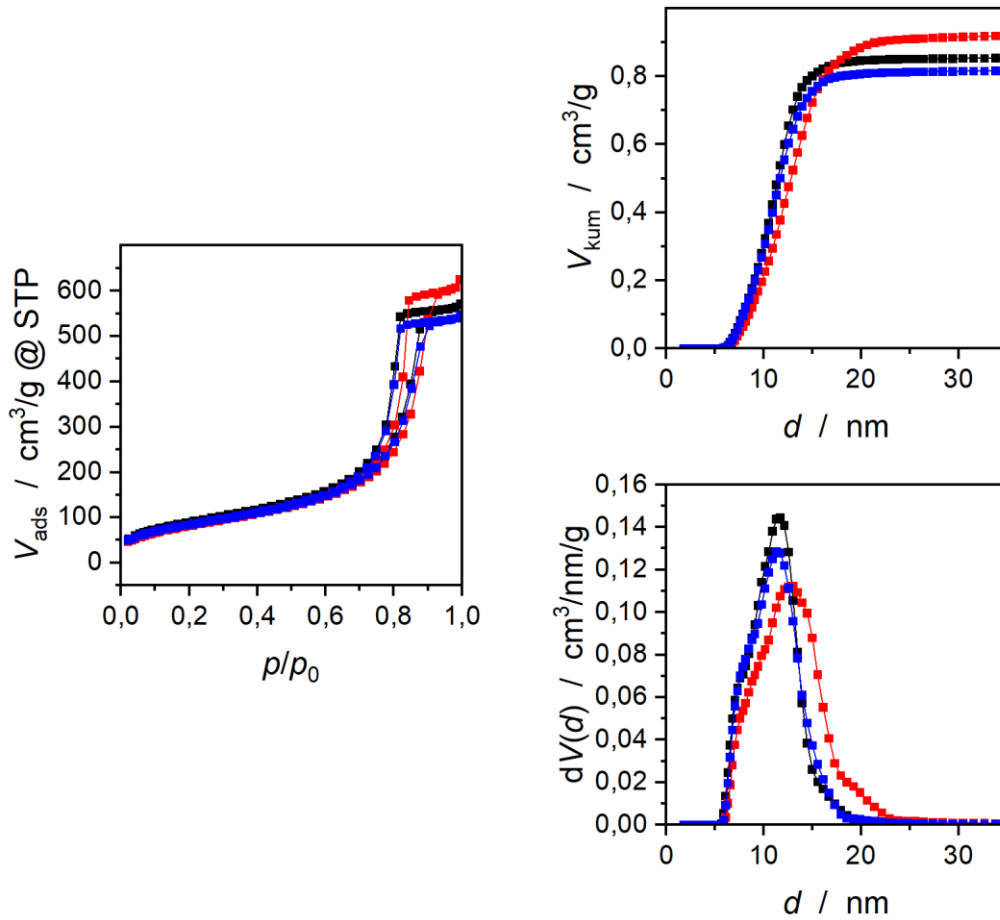 V_ads / cm³/g @ STP
600
500
400
300
200
100
0
0,0 0,2 0,4 0,6 0,8 1,0
p/p₀
V_kum / cm³/g
0,8
0,6
0,4
0,2
0,0
0 10 20 30
d / nm
dV(d) / cm³/nm/g
0,16
0,14
0,12
0,10
0,08
0,06
0,04
0,02
0,00
0 10 20 30
d / nm